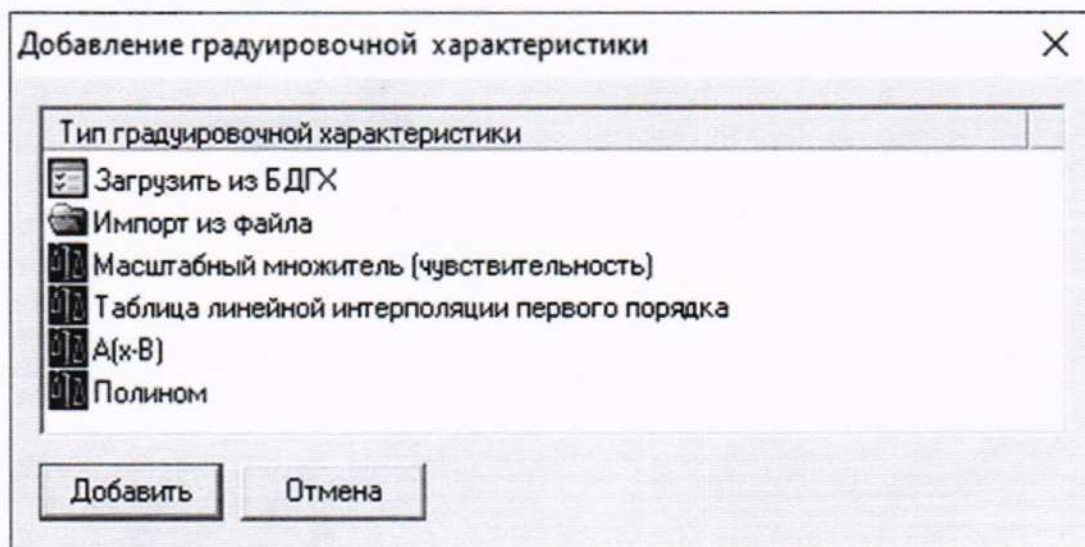 Добавление градуировочной характеристики
Тип градуировочной характеристики
Загрузить из БДГХ
Импорт из файла
Масштабный множитель (чувствительность)
Таблица линейной интерполяции первого порядка
A(x-B)
Полином
Добавить
Отмена